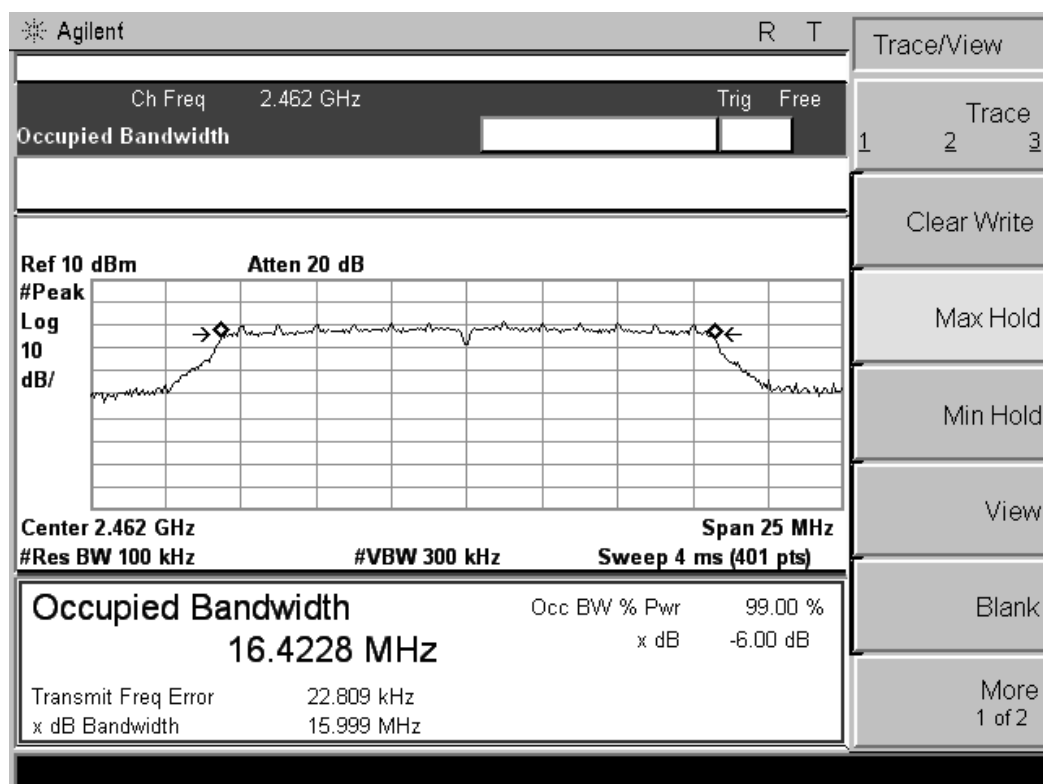 Agilent R T
Trace/View
Ch Freq 2.462 GHz Trig Free
Occupied Bandwidth
Trace
1 2 3
Clear Write
Ref 10 dBm Atten 20 dB
#Peak
Log
10
dB/
Max Hold
Min Hold
Center 2.462 GHz Span 25 MHz
#Res BW 100 kHz #VBW 300 kHz Sweep 4 ms (401 pts)
View
Occupied Bandwidth Occ BW % Pwr 99.00 %
16.4228 MHz x dB -6.00 dB
Blank
Transmit Freq Error 22.809 kHz
x dB Bandwidth 15.999 MHz
More
1 of 2